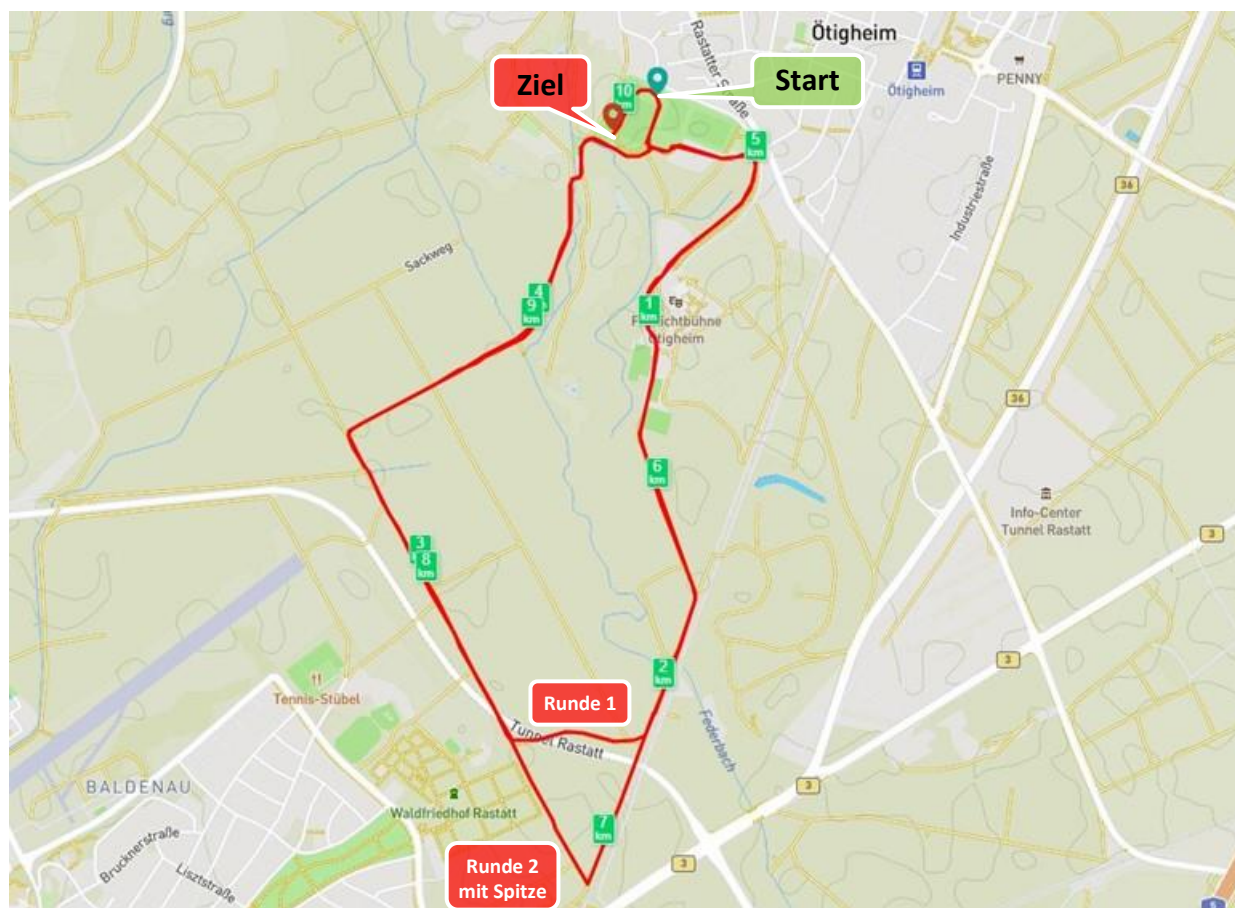 Ötigheim
Rastatter Straße
Ziel
Start
10
km
Ötigheim
PENNY
5
km
36
Industriestraße
Sackweg
4
9
km
1
km
Ötigheim
36
6
km
Info-Center
Tunnel Rastatt
3
3
8
km
2
km
3
Tennis-Stübel
Runde 1
Tunnel Rastatt
Federbach
BALDENAU
3
Waldfriedhof Rastatt
7
km
Brucknerstraße
Lisztstraße
3
Runde 2
mit Spitze
5